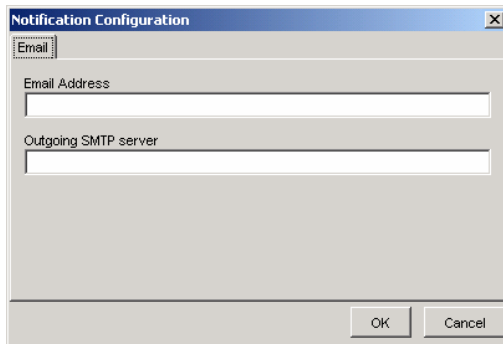 Notification Configuration
Email
Email Address
Outgoing SMTP server
OK Cancel